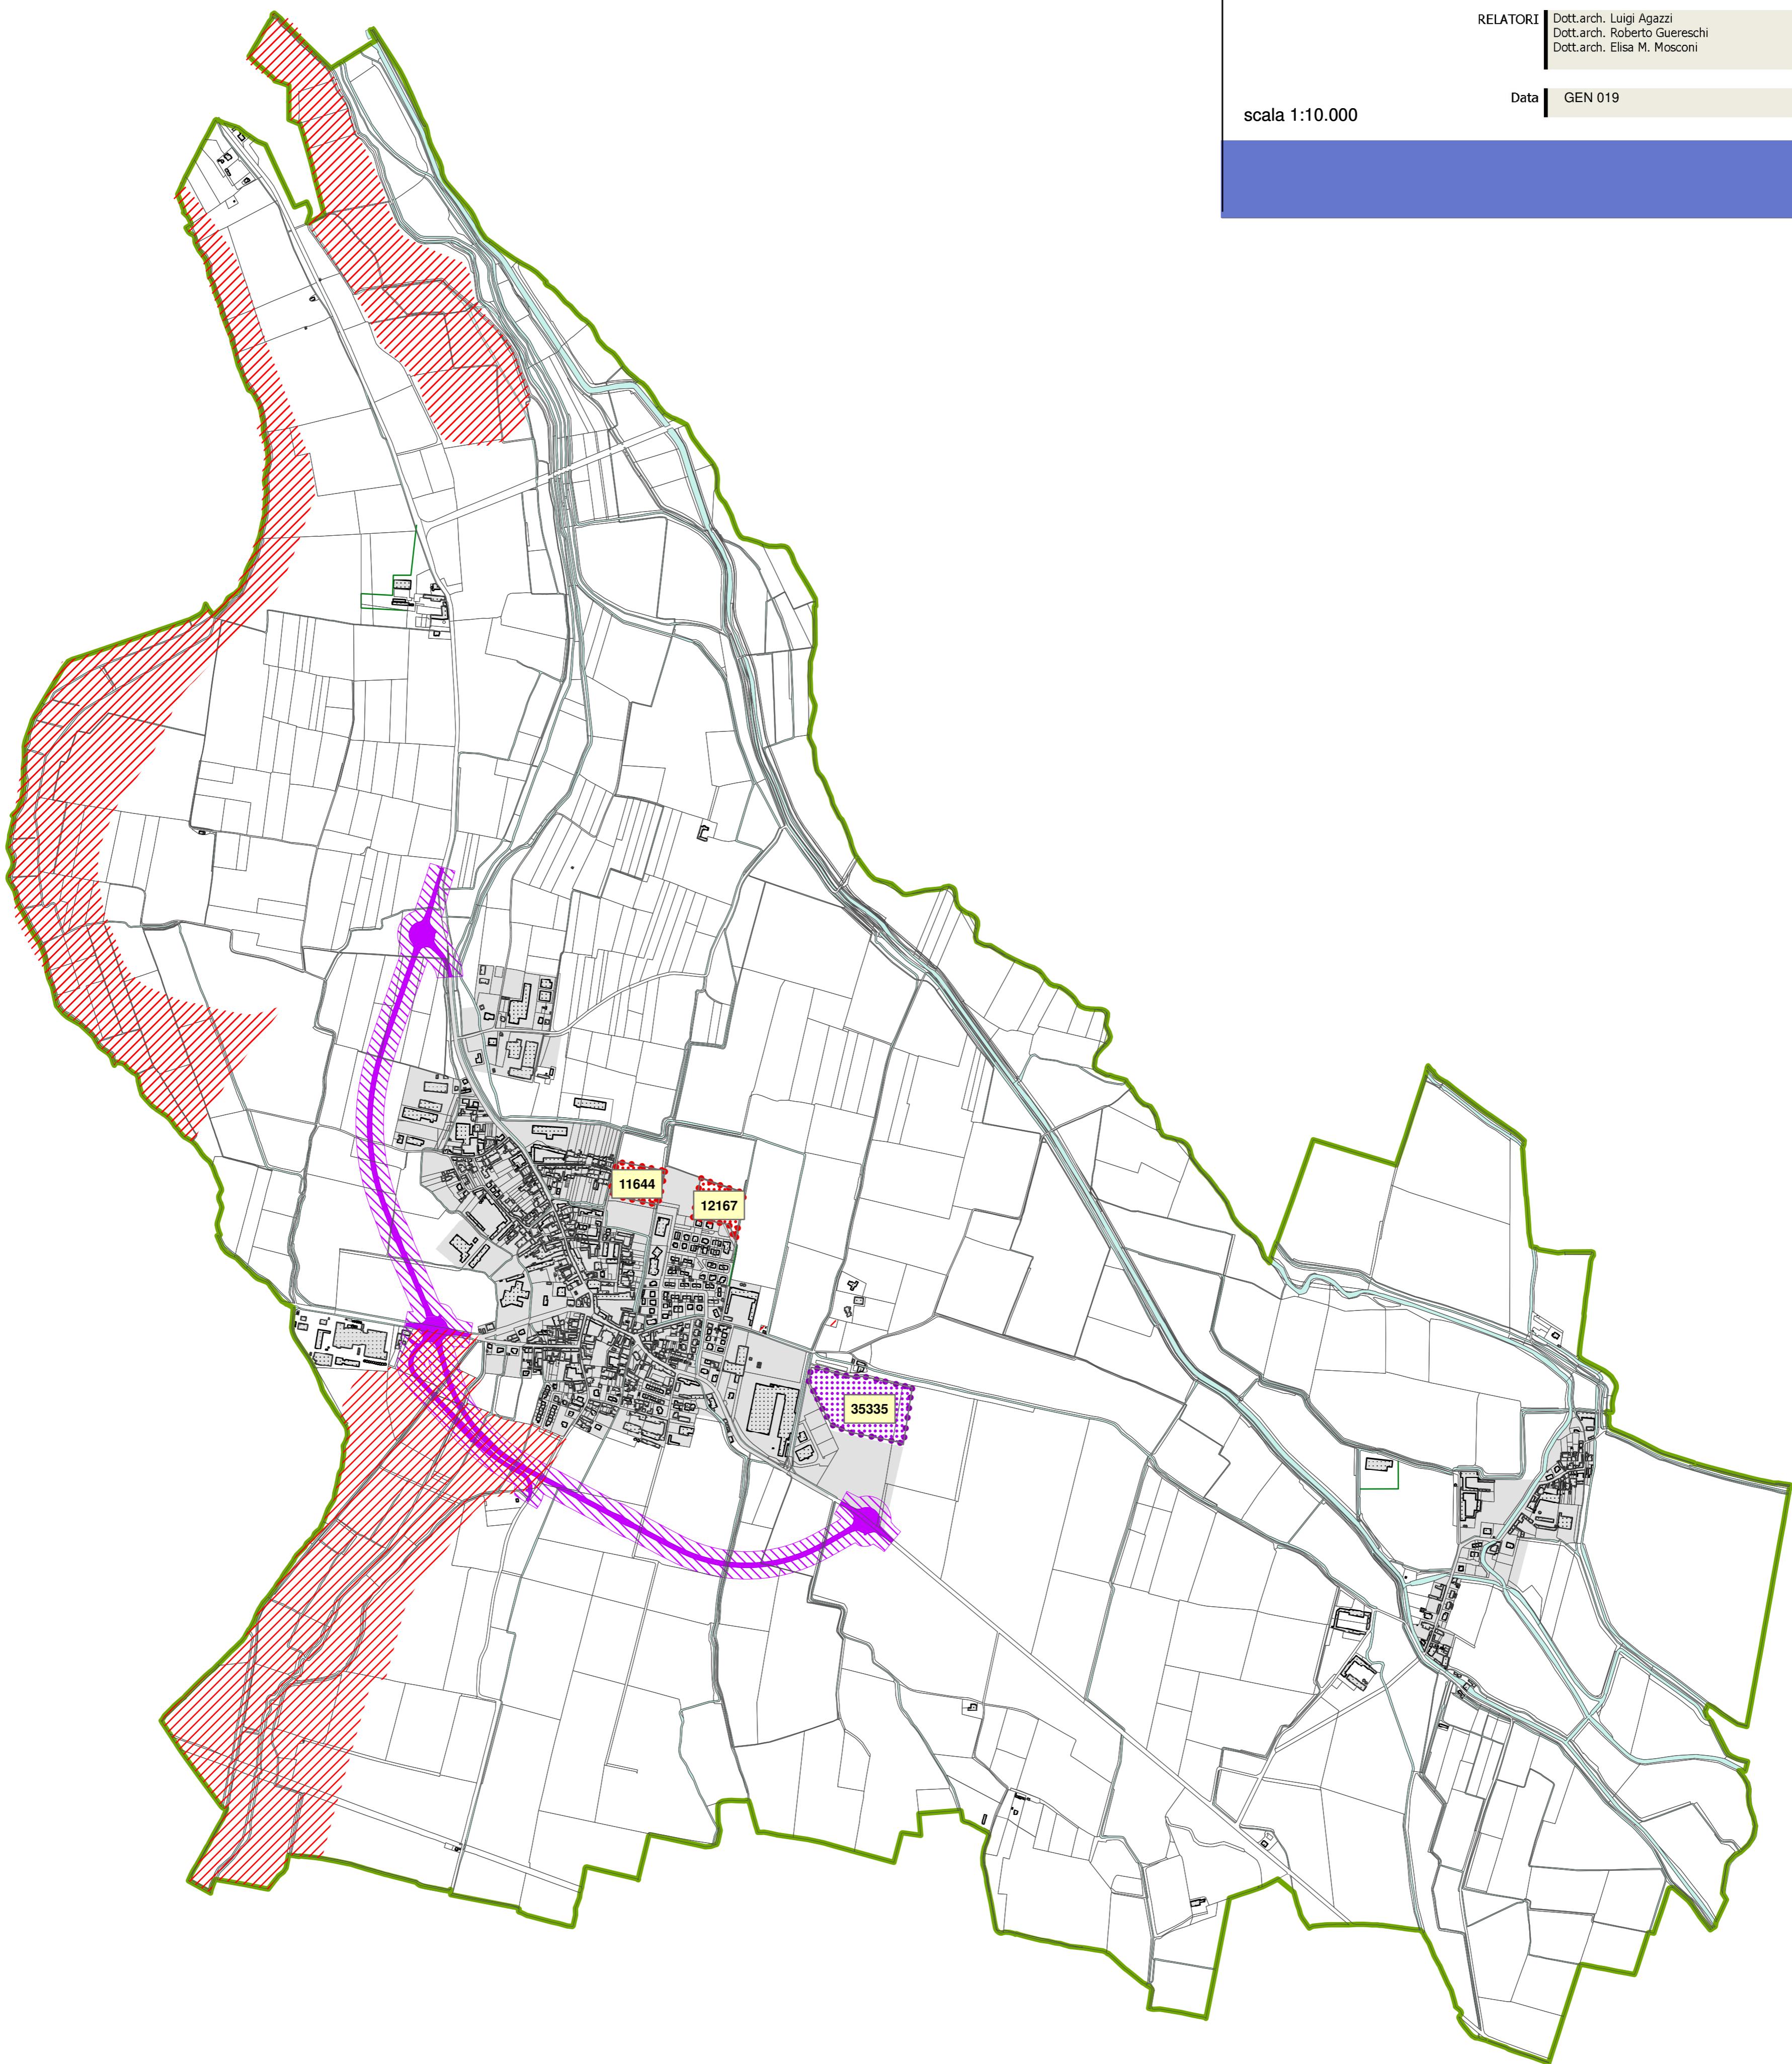 RELATORI
Dott.arch. Luigi Agazzi
Dott.arch. Roberto Guereschi
Dott.arch. Elisa M. Mosconi
Data
GEN 019
scala 1:10.000
11644
12167
35335